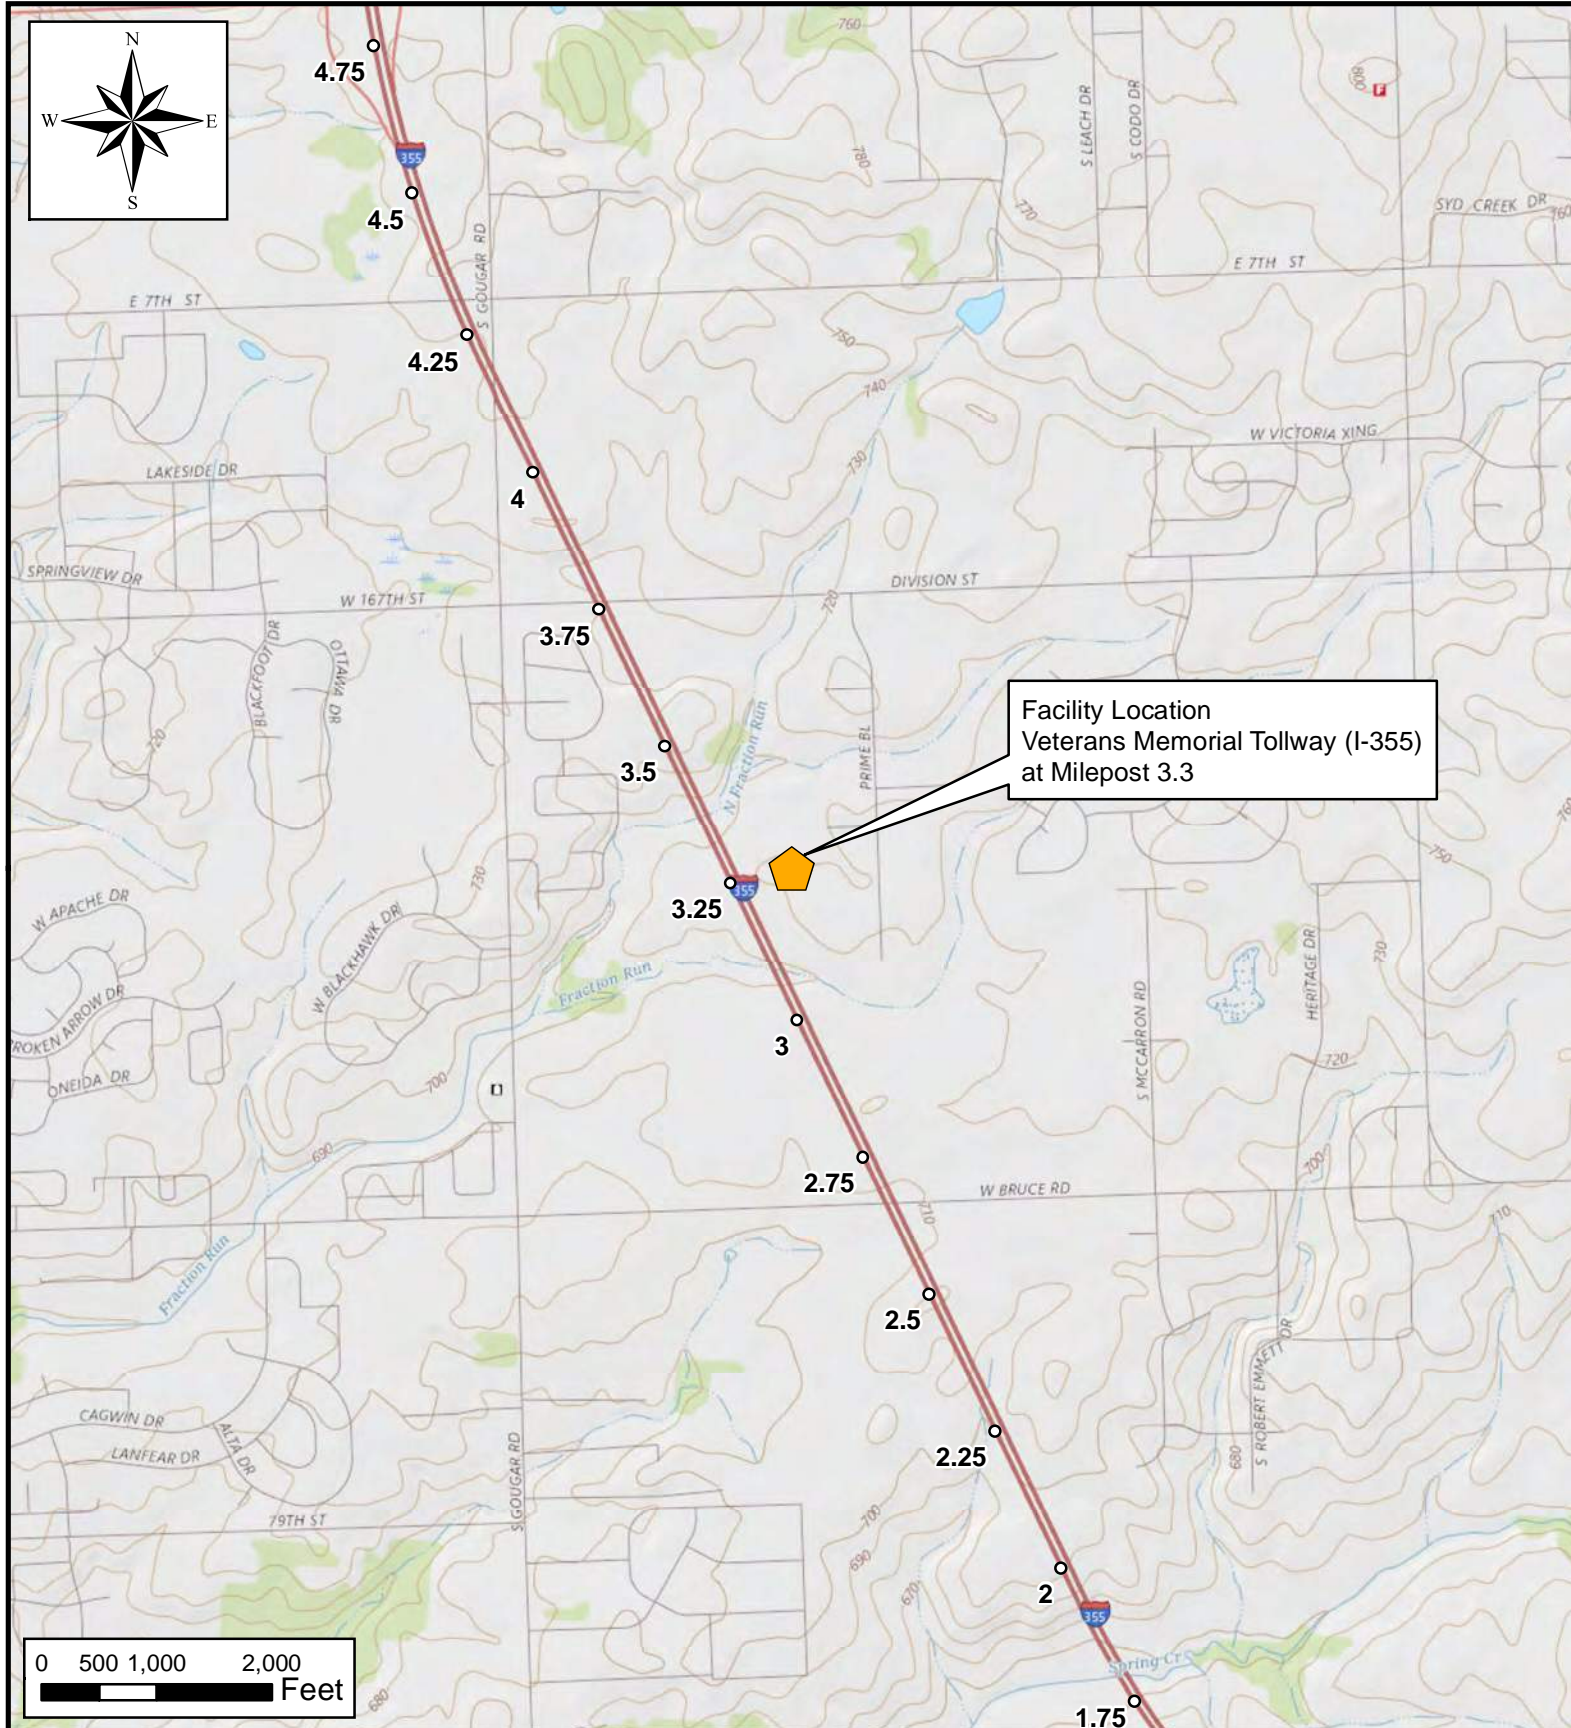 N
W
E
S
4.75
355
4.5
4.25
4
3.75
3.5
3.25
355
3
2.75
2.5
2.25
2
355
1.75
Facility Location
Veterans Memorial Tollway (I-355)
at Milepost 3.3
760
800
F
S LEACH DR
S CODO DR
780
770
SYD CREEK DR
760
S GOUGAR RD
E 7TH ST
E 7TH ST
750
740
W VICTORIA XING
730
LAKESIDE DR
SPRINGVIEW DR
W 167TH ST
DIVISION ST
720
BLACKFOOT DR
OTTAWA DR
720
N Fraction Run
PRIME BL
760
750
730
W APACHE DR
W BLACKHAWK DR
Fraction Run
HERITAGE DR
730
ROKEN ARROW DR
ONEIDA DR
700
S MCCARRON RD
720
690
700
W BRUCE RD
710
710
Fraction Run
S ROBERT EMMETT DR
CAGWIN DR
ALTA DR
LANFEAR DR
S GOUGAR RD
680
79TH ST
700
690
670
Spring Cr
680
0 500 1,000 2,000
Feet